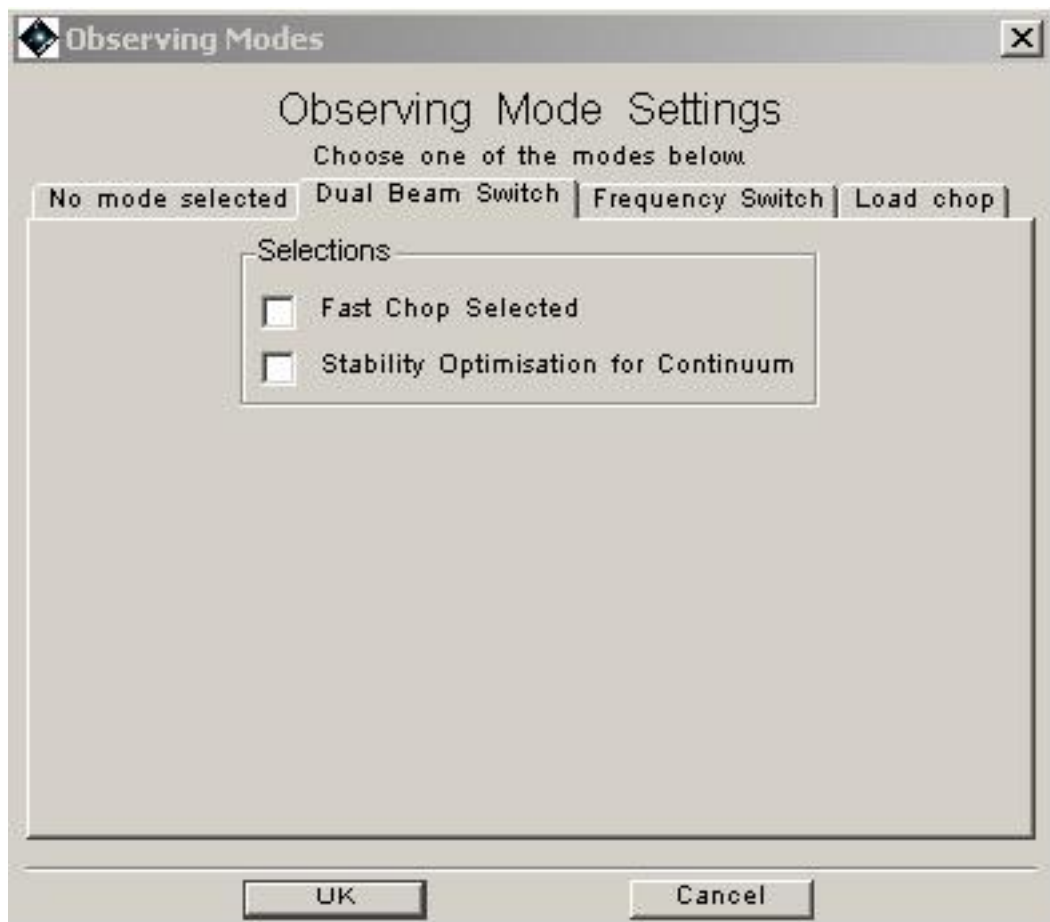 Observing Modes
Observing Mode Settings
Choose one of the modes below.
No mode selected
Dual Beam Switch
Frequency Switch
Load chop
Selections
Fast Chop Selected
Stability Optimisation for Continuum
OK
Cancel